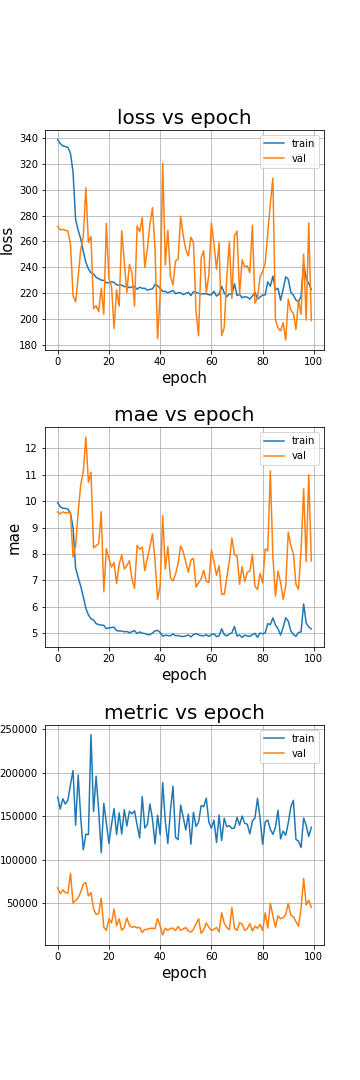 loss vs epoch
340
320
300
280
260
240
220
200
180
loss
train
val
0
20
40
60
80
100
epoch
mae vs epoch
12
11
10
9
8
7
6
5
mae
train
val
0
20
40
60
80
100
epoch
metric vs epoch
250000
200000
150000
100000
50000
train
val
0
20
40
60
80
100
epoch